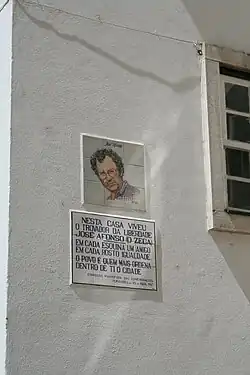 NESTA CASA VIVEU
O TROVADOR DA LIBERDADE
JOSÉ AFONSO O ZECA
EM CADA ESQUINA UM AMIGO
EM CADA ROSTO IGUALDADE
O POVO É QUEM MAIS ORDENA
DENTRO DE TI Ó CIDADE